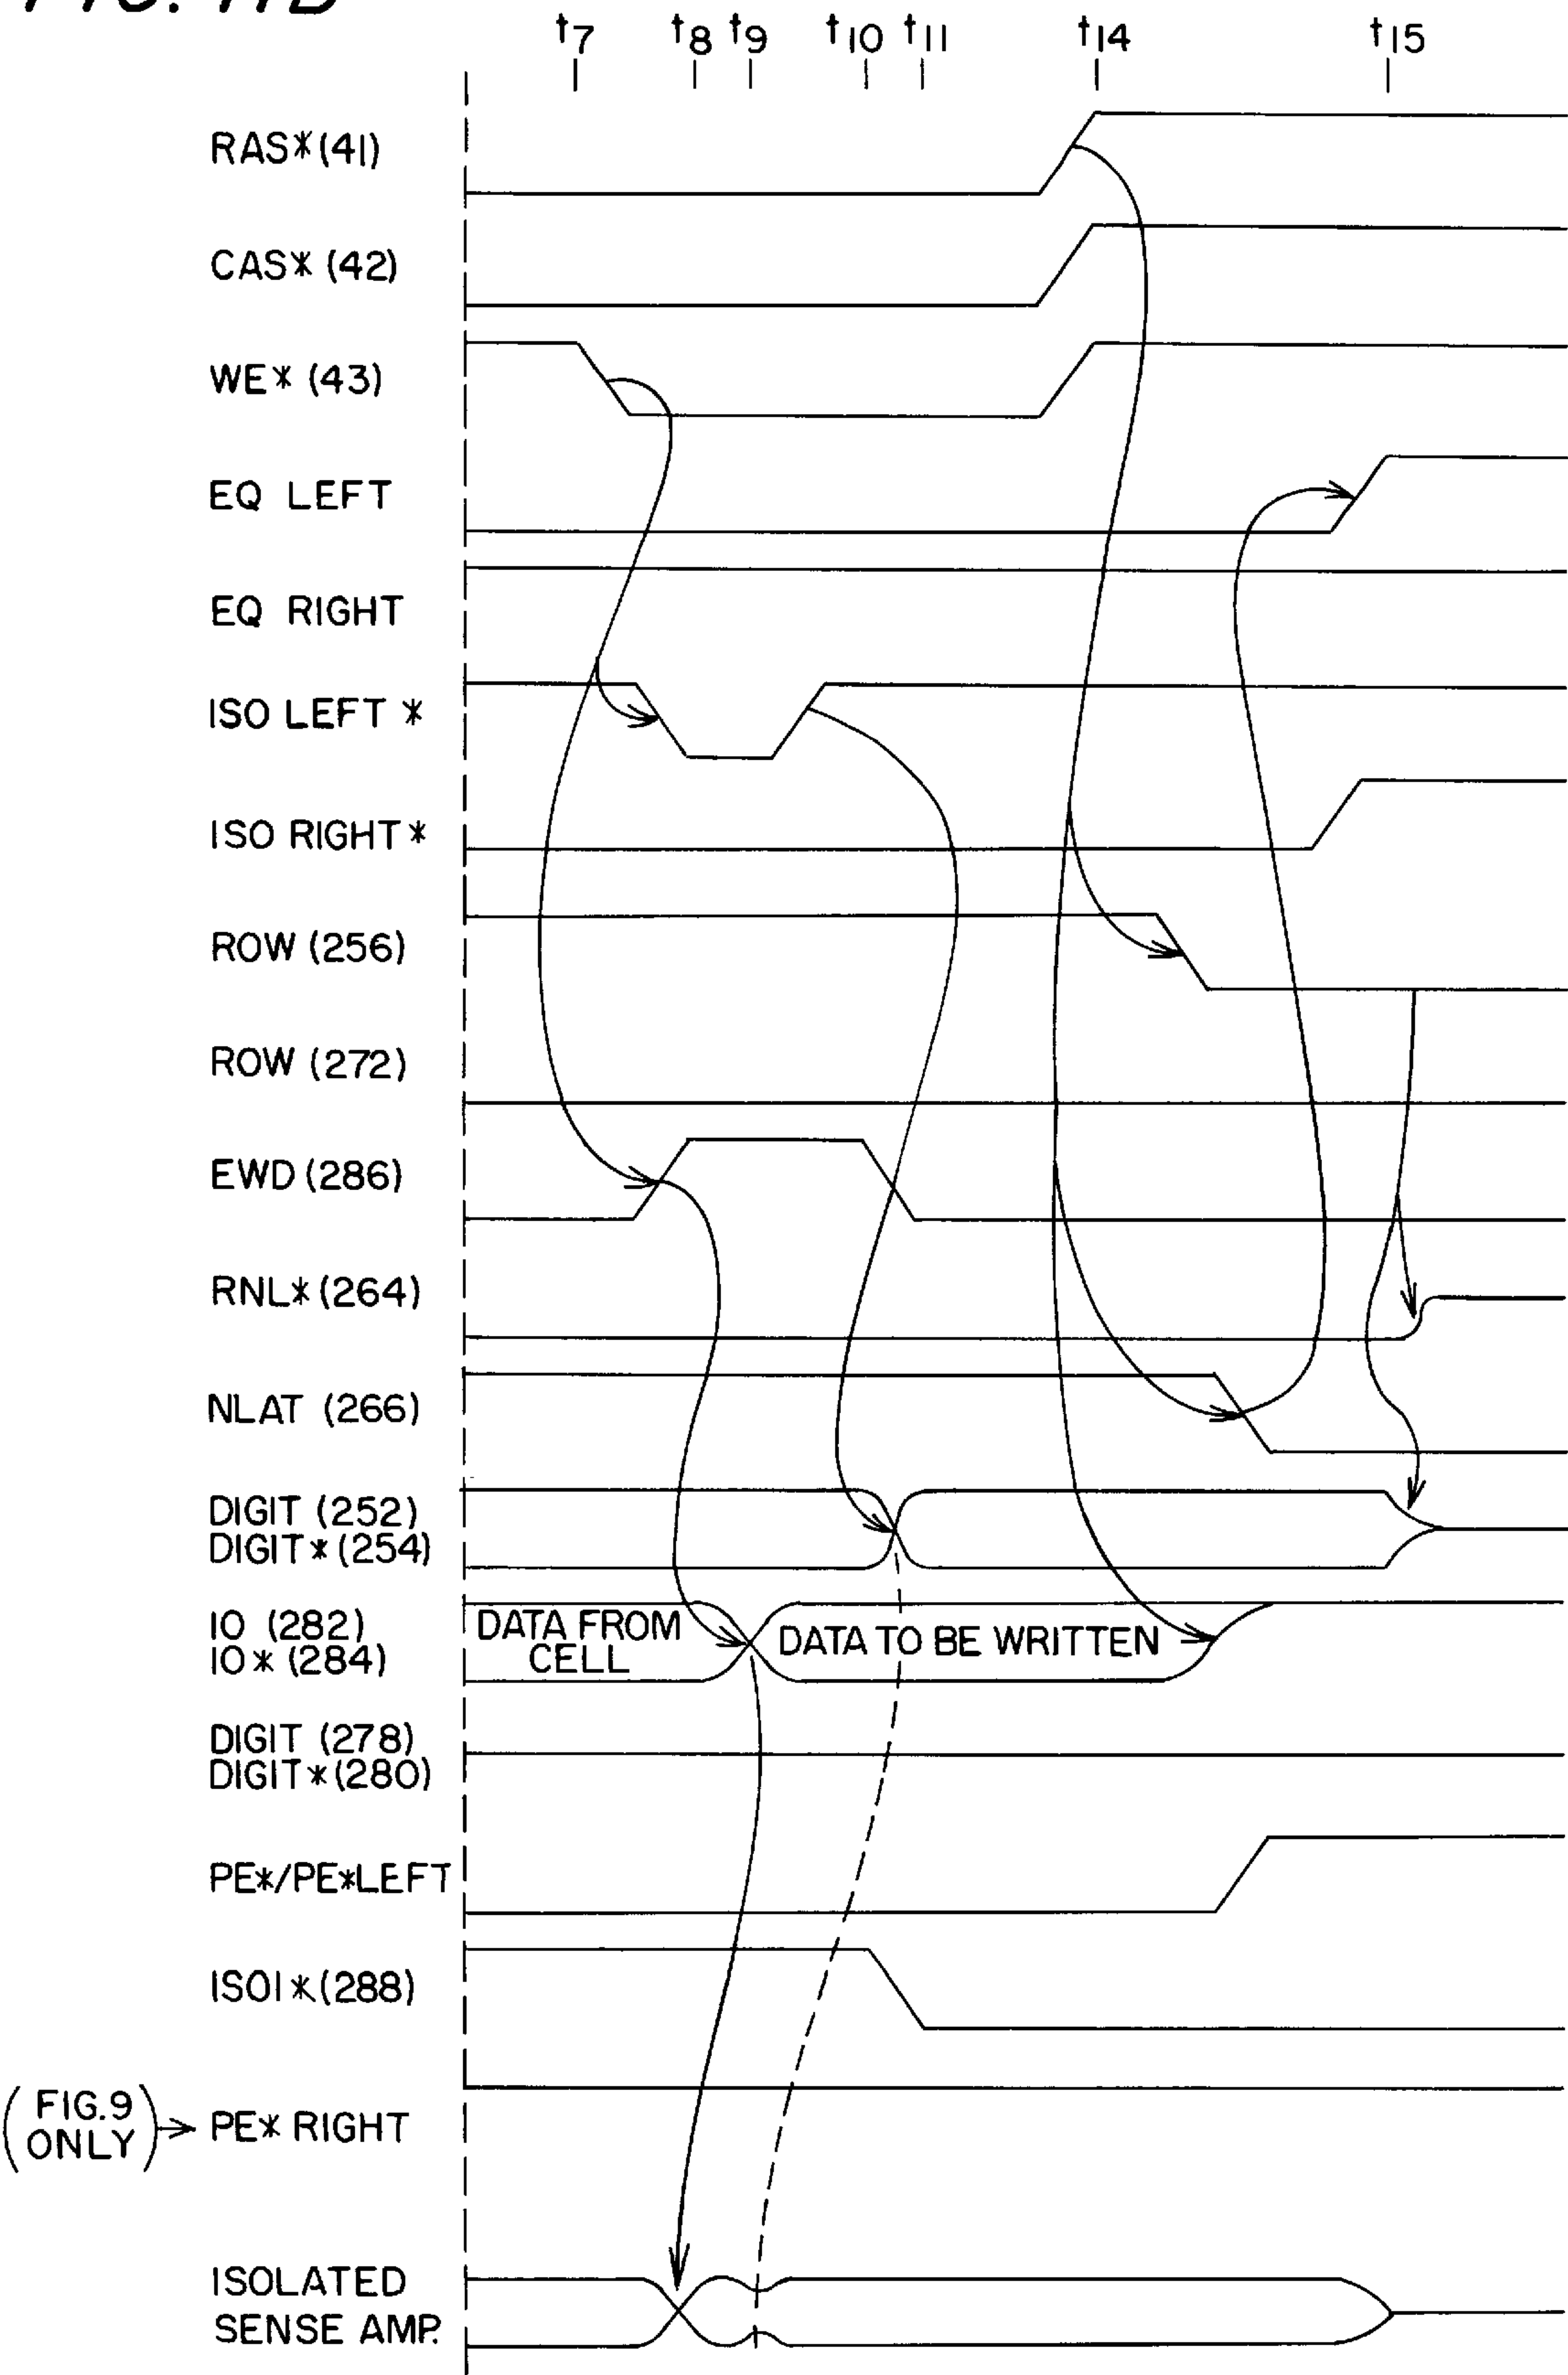 FIG. 11B
t7 t8 t9 t10 t11 t14 t15
RAS*(41)
CAS*(42)
WE*(43)
EQ LEFT
EQ RIGHT
ISO LEFT*
ISO RIGHT*
ROW (256)
ROW (272)
EWD (286)
RNL*(264)
NLAT (266)
DIGIT (252)
DIGIT*(254)
IO (282)
IO*(284)
DATA FROM
CELL
DATA TO BE WRITTEN
DIGIT (278)
DIGIT*(280)
PE*/PE*LEFT
ISOI*(288)
(FIG.9
ONLY)
PE* RIGHT
ISOLATED
SENSE AMP.